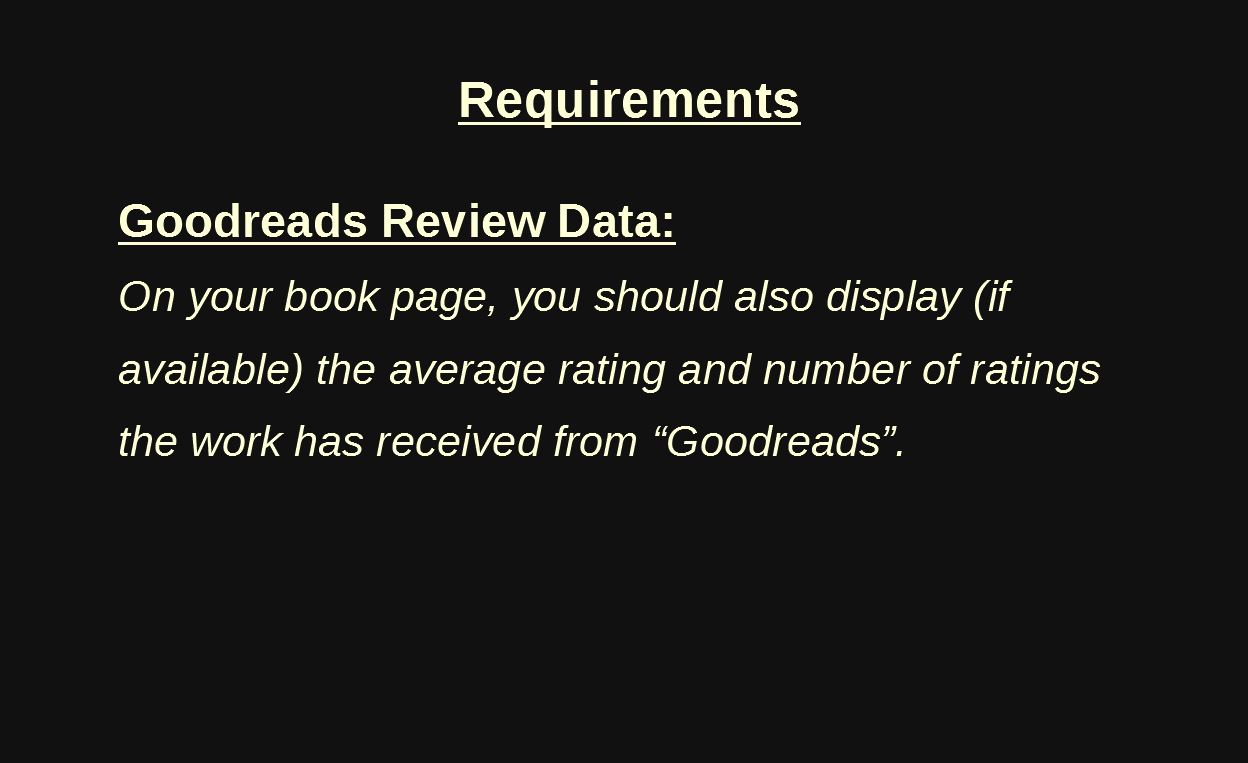 Requirements
Goodreads Review Data:
On your book page, you should also display (if
available) the average rating and number of ratings
the work has received from “Goodreads”.